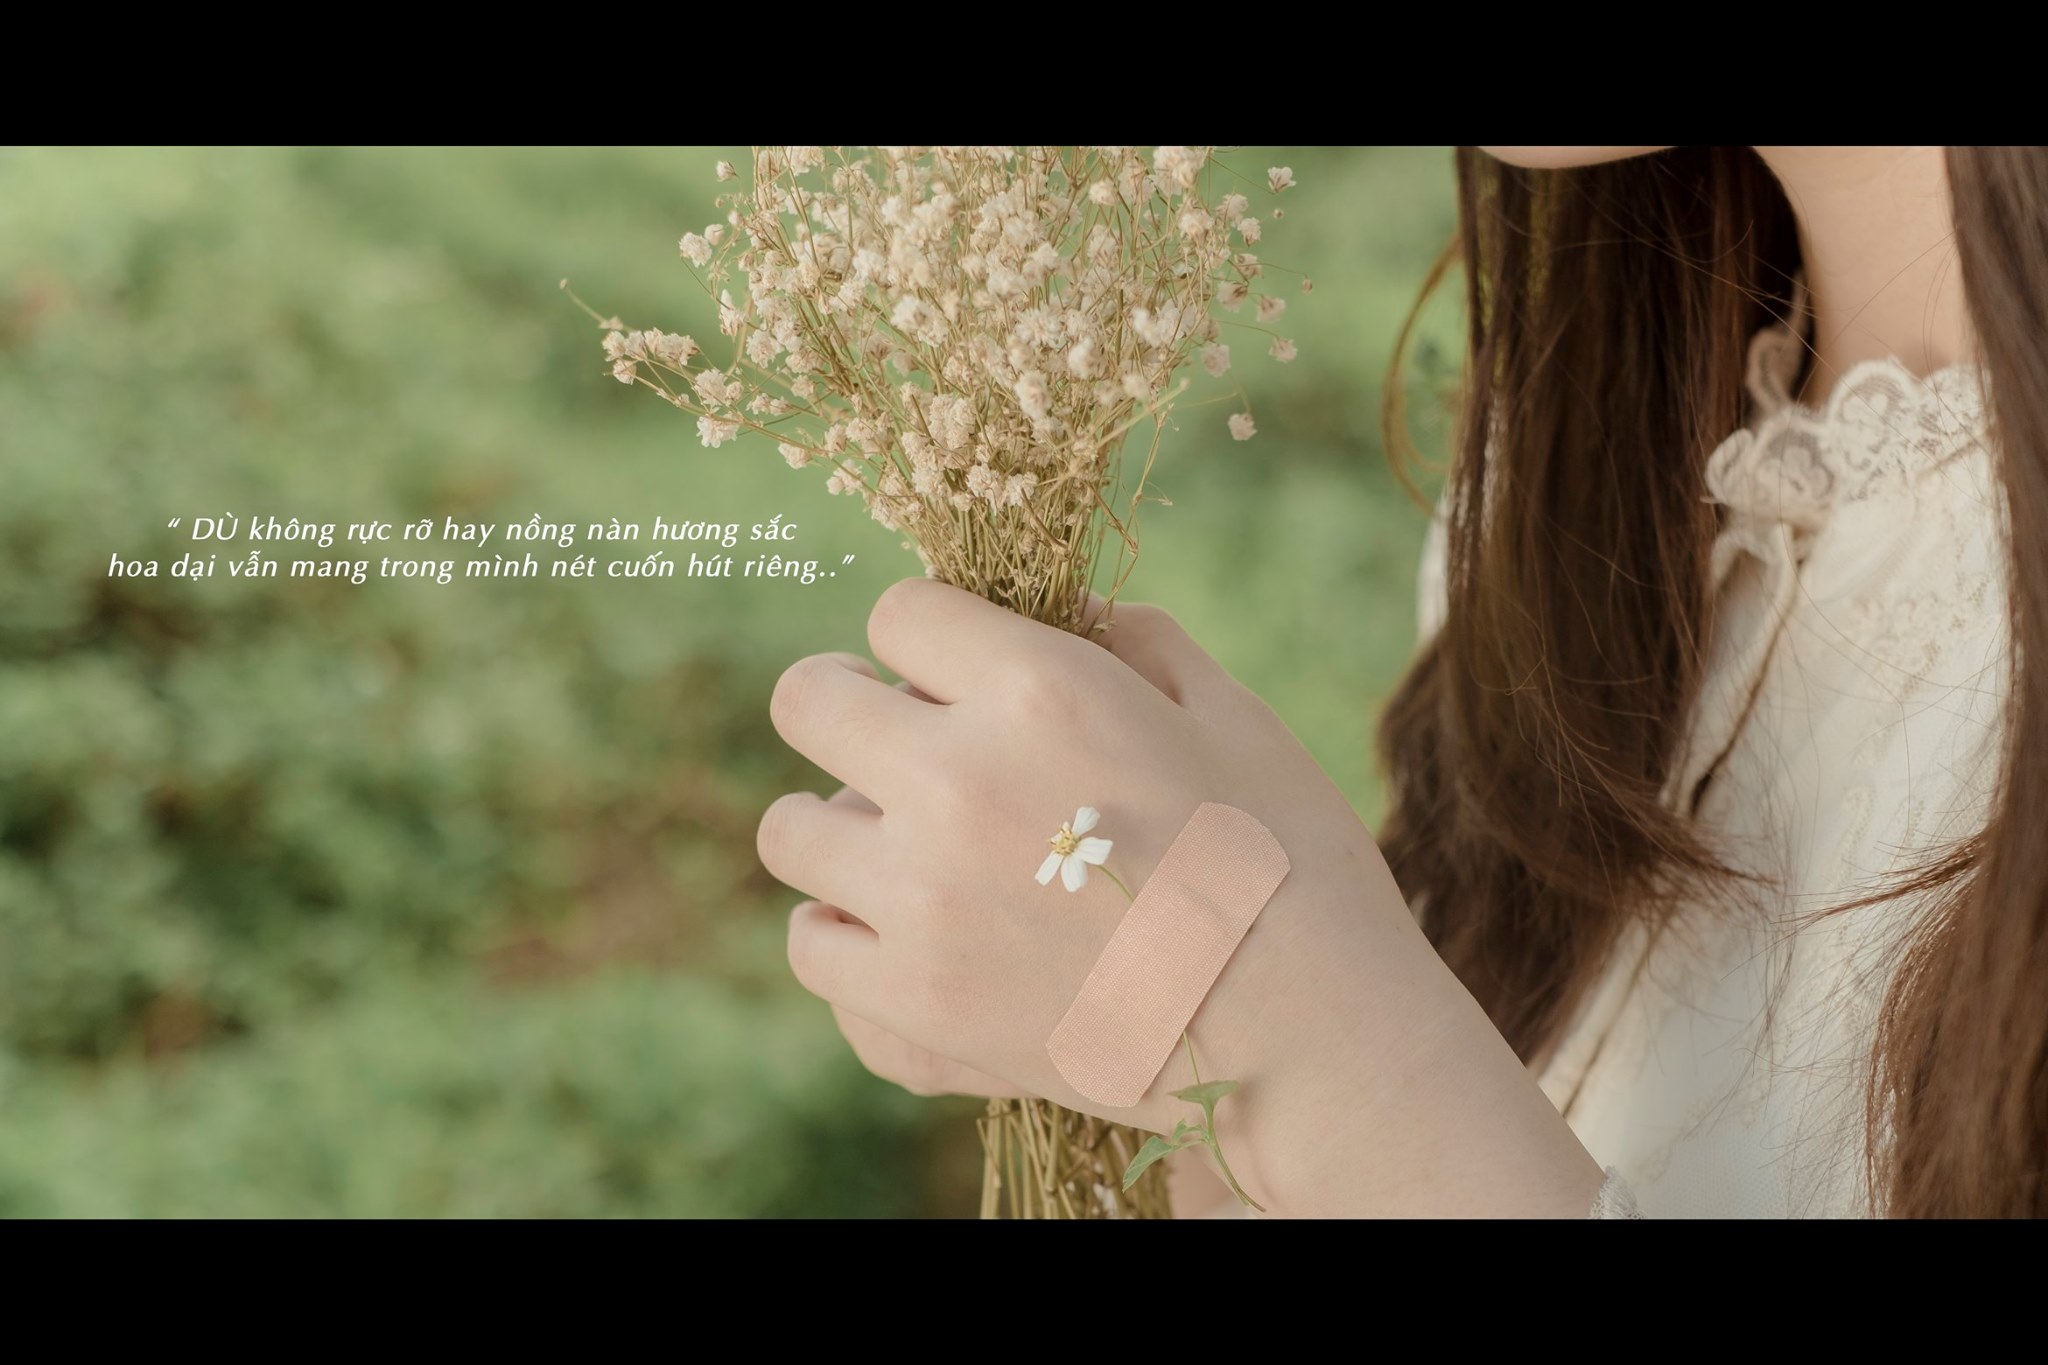 “ DÙ không rực rỡ hay nồng nàn hương sắc
hoa dại vẫn mang trong mình nét cuốn hút riêng..”